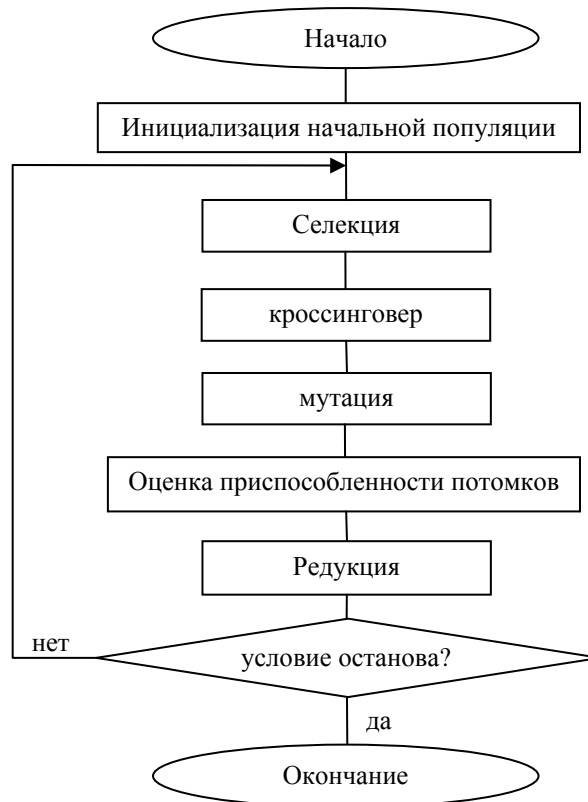 Начало
Инициализация начальной популяции
Селекция
кроссинговер
мутация
Оценка приспособленности потомков
Редукция
нет
условие останова?
да
Окончание